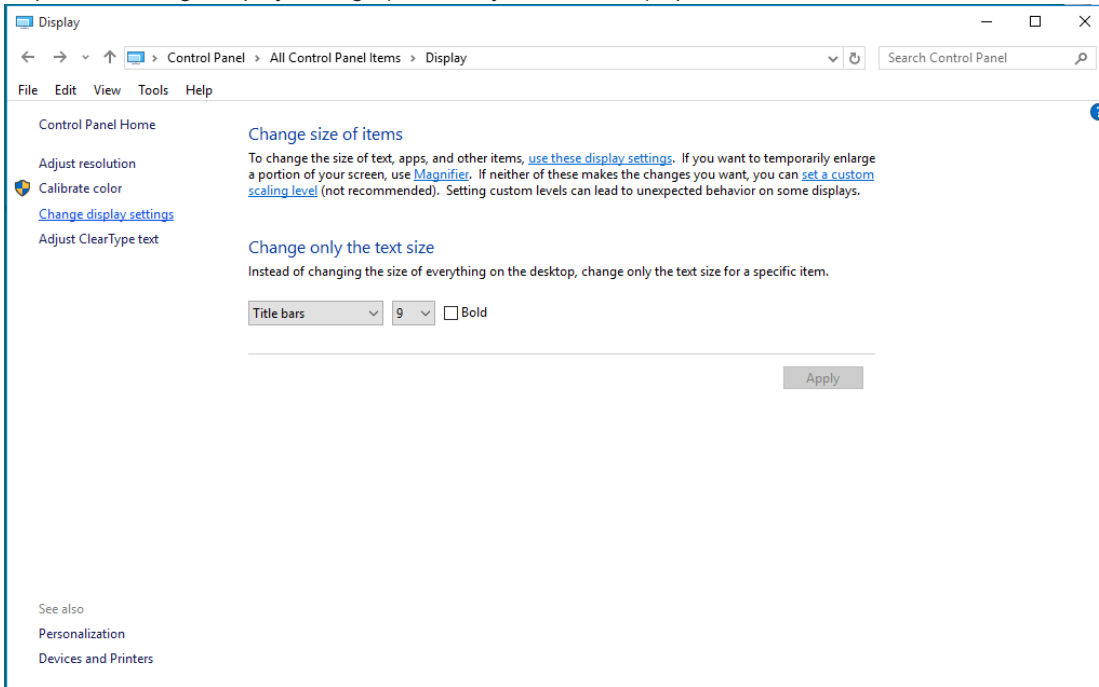 Display
Control Panel > All Control Panel Items > Display
Search Control Panel
File Edit View Tools Help
Control Panel Home
Adjust resolution
Calibrate color
Change display settings
Adjust ClearType text
Change size of items
To change the size of text, apps, and other items, use these display settings. If you want to temporarily enlarge
a portion of your screen, use Magnifier. If neither of these makes the changes you want, you can set a custom
scaling level (not recommended). Setting custom levels can lead to unexpected behavior on some displays.
Change only the text size
Instead of changing the size of everything on the desktop, change only the text size for a specific item.
Title bars 9 Bold
Apply
See also
Personalization
Devices and Printers